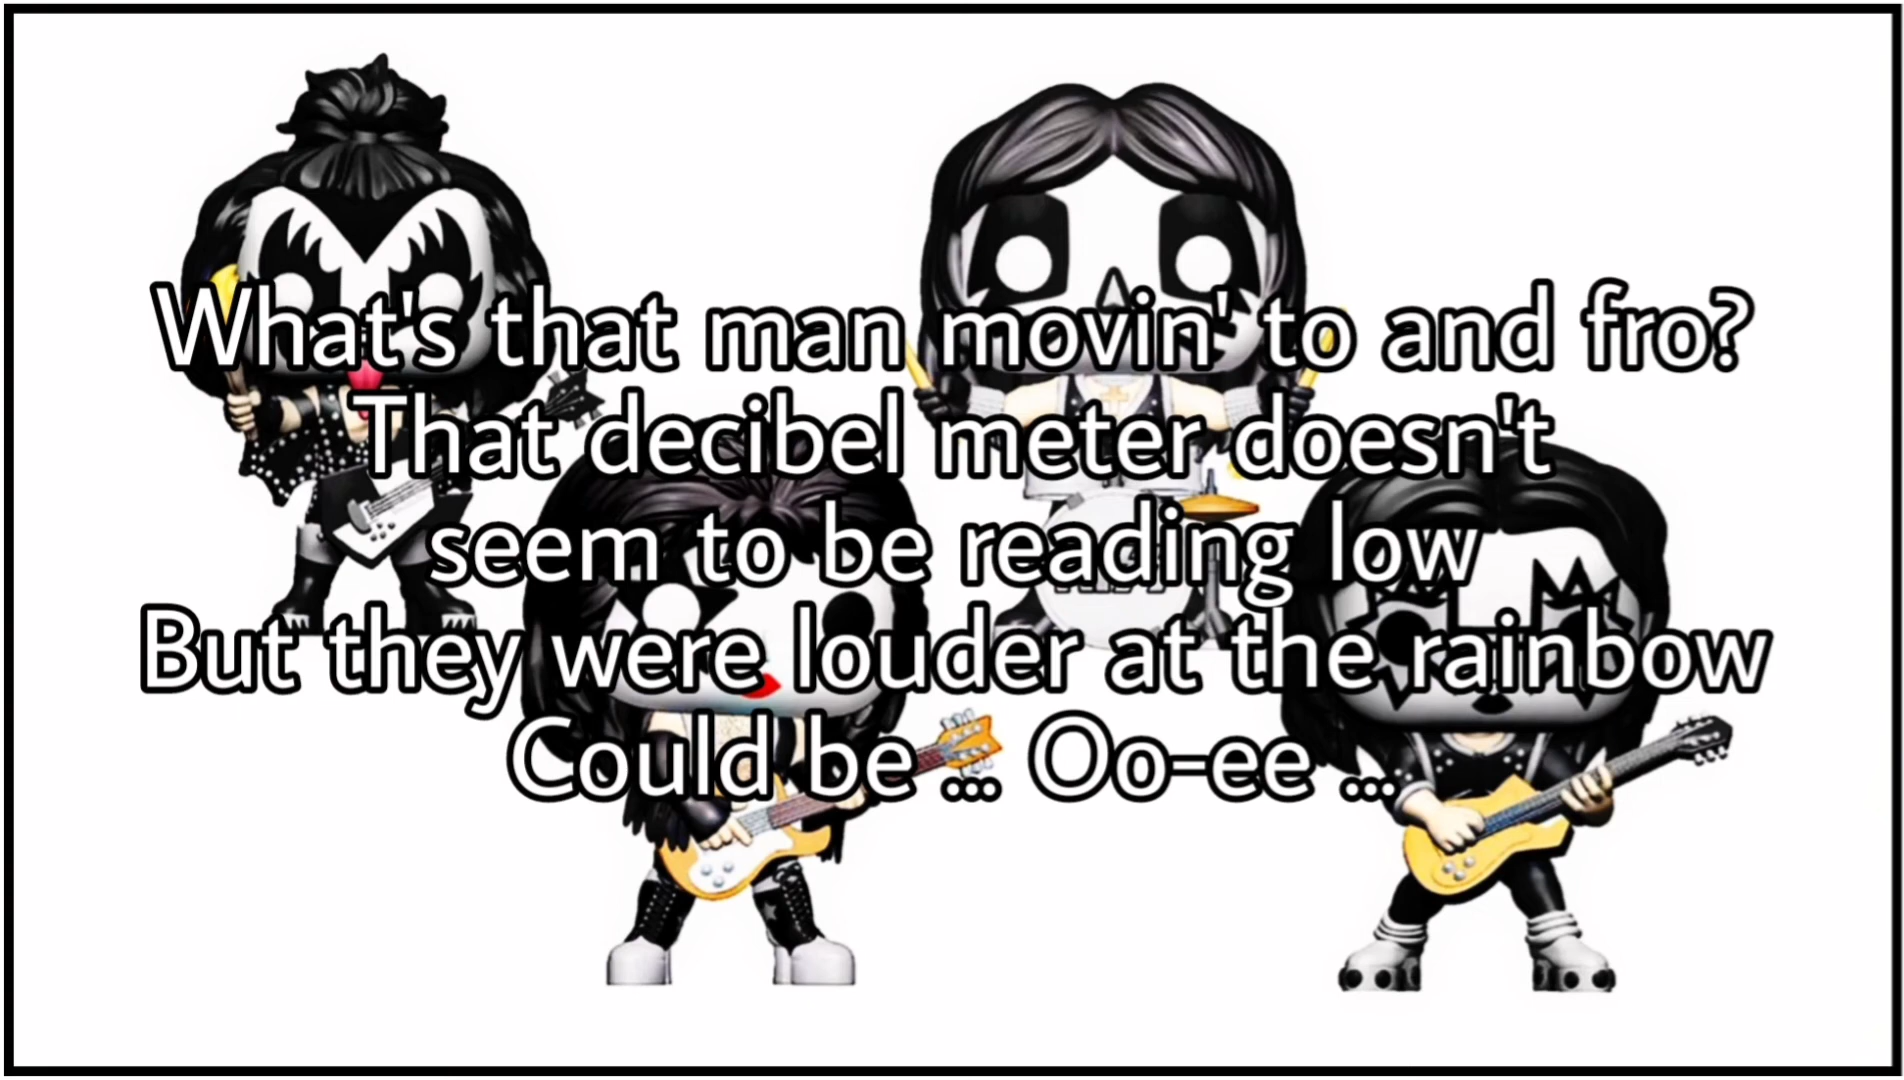 What's that man movin' to and fro?
That decibel meter doesn't
seem to be reading low
But they were louder at the rainbow
Could be ... Oo-ee ...